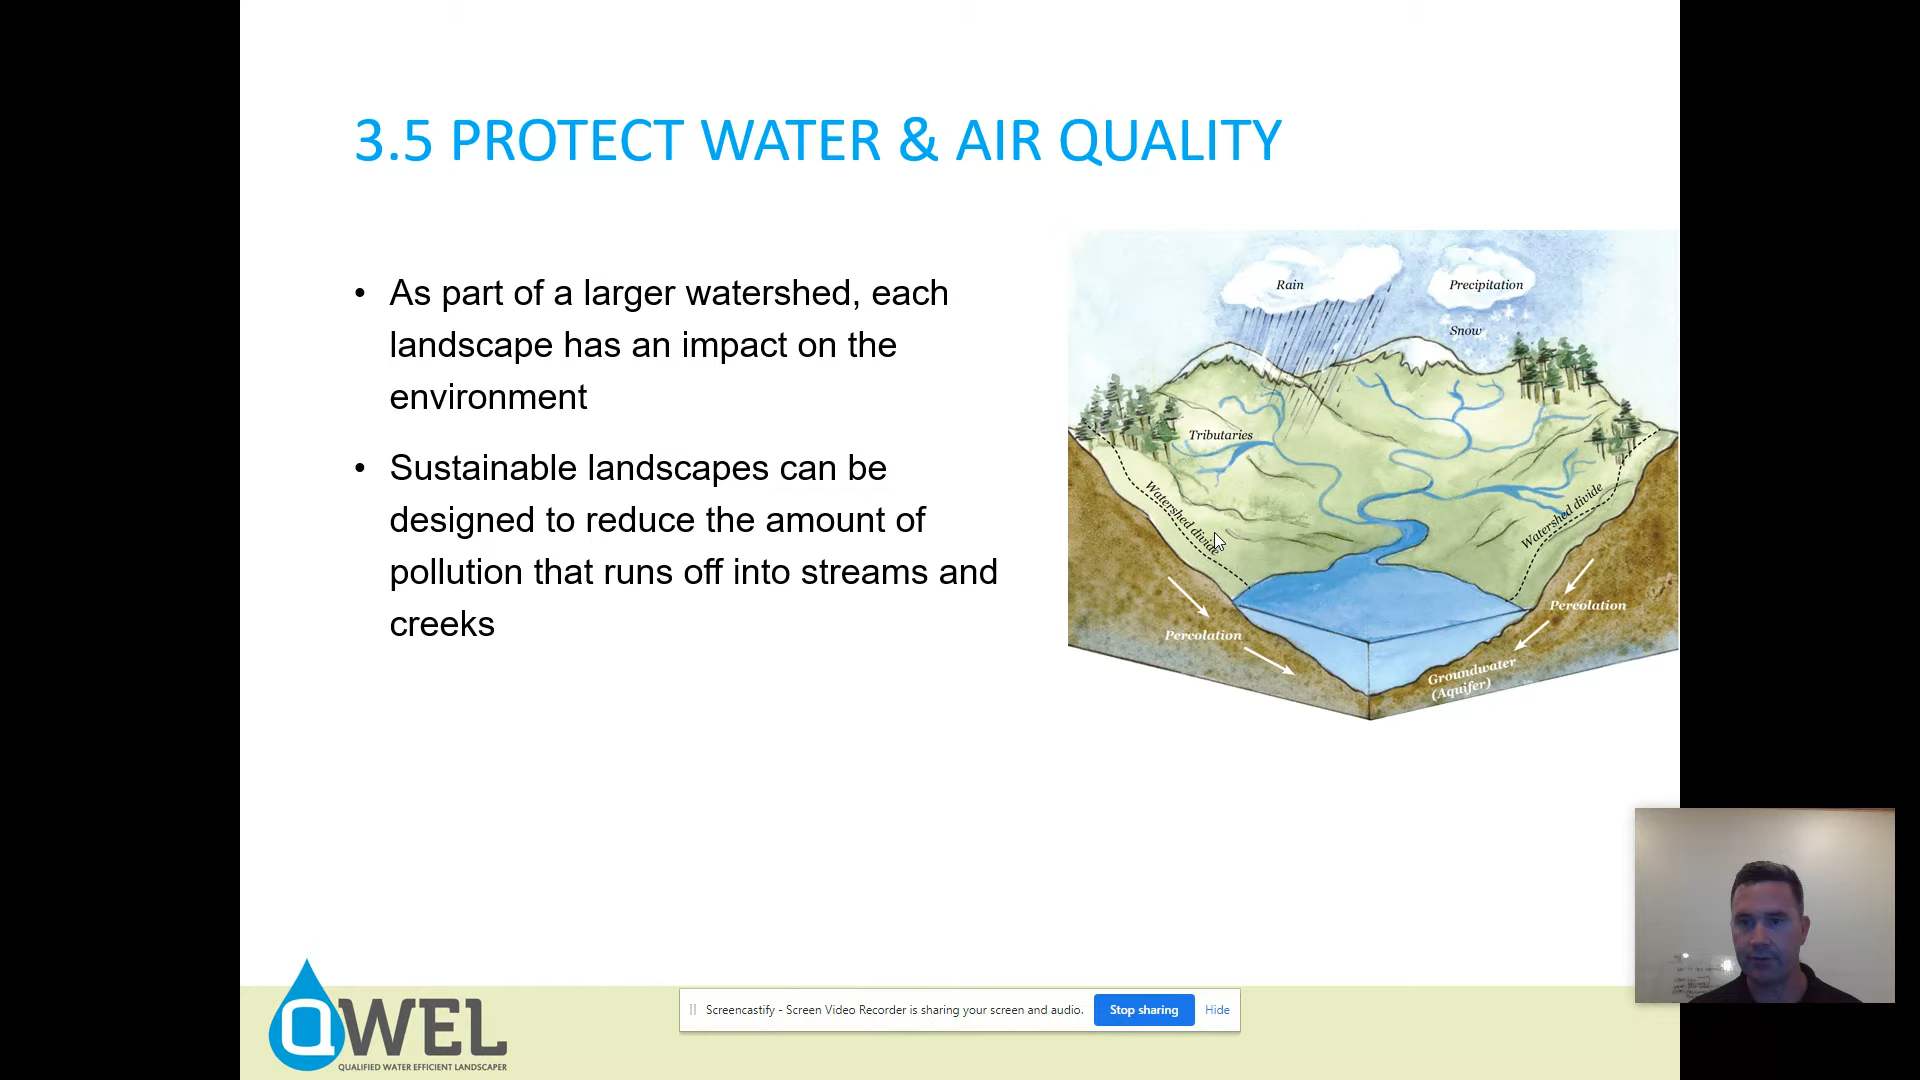 3.5 PROTECT WATER & AIR QUALITY
• As part of a larger watershed, each
landscape has an impact on the
environment
• Sustainable landscapes can be
designed to reduce the amount of
pollution that runs off into streams and
creeks
Rain
Precipitation
Snow
Tributaries
Watershed divide
Watershed divide
Percolation
Percolation
Groundwater
(Aquifer)
QWEL
QUALIFIED WATER EFFICIENT LANDSCAPER
Screencastify - Screen Video Recorder is sharing your screen and audio.
Stop sharing
Hide